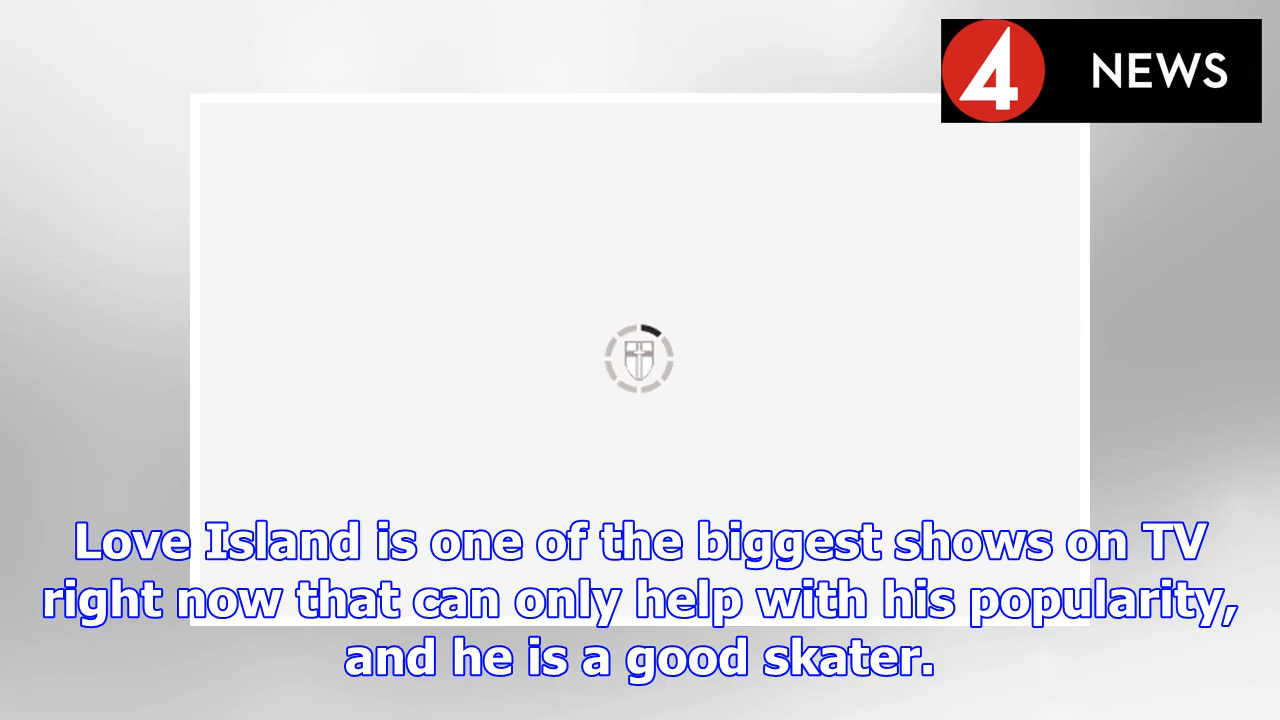 4 NEWS
Love Island is one of the biggest shows on TV
right now that can only help with his popularity,
and he is a good skater.